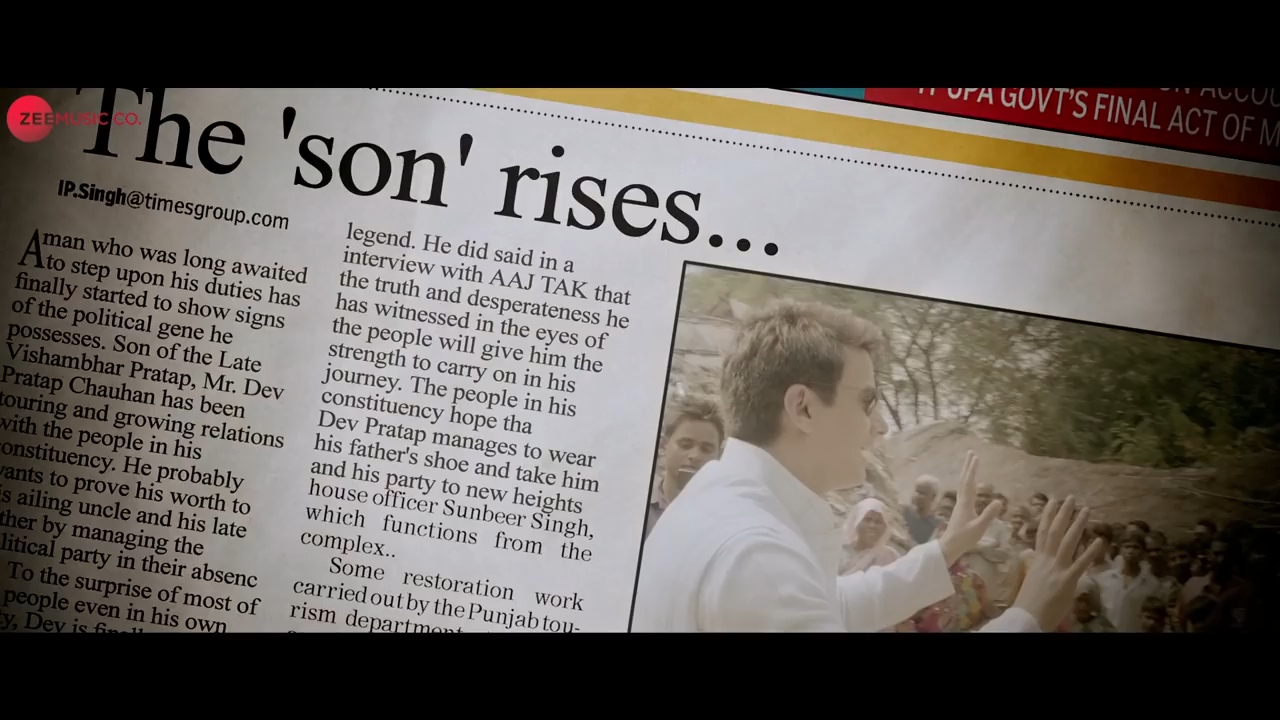 ZEE MUSIC CO.
UPA GOVT'S FINAL ACT OF
The 'son' rises...
IP.Singh@timesgroup.com
A man who was long awaited
to step upon his duties has
finally started to show signs
of the political gene he
possesses. Son of the Late
Vishambhar Pratap, Mr. Dev
Pratap Chauhan has been
touring and growing relations
with the people in his
onstituency. He probably
ants to prove his worth to
s ailing uncle and his late
ther by managing the
litical party in their absenc
To the surprise of most of
people even in his own
y, Dev is
legend. He did said in a
interview with AAJ TAK that
the truth and desperateness he
has witnessed in the eyes of
the people will give him the
strength to carry on in his
journey. The people in his
constituency hope tha
Dev Pratap manages to wear
his father's shoe and take him
and his party to new heights
house officer Sunbeer Singh,
which functions from the
complex..
Some restoration work
carried out by the Punjab tou-
rism department